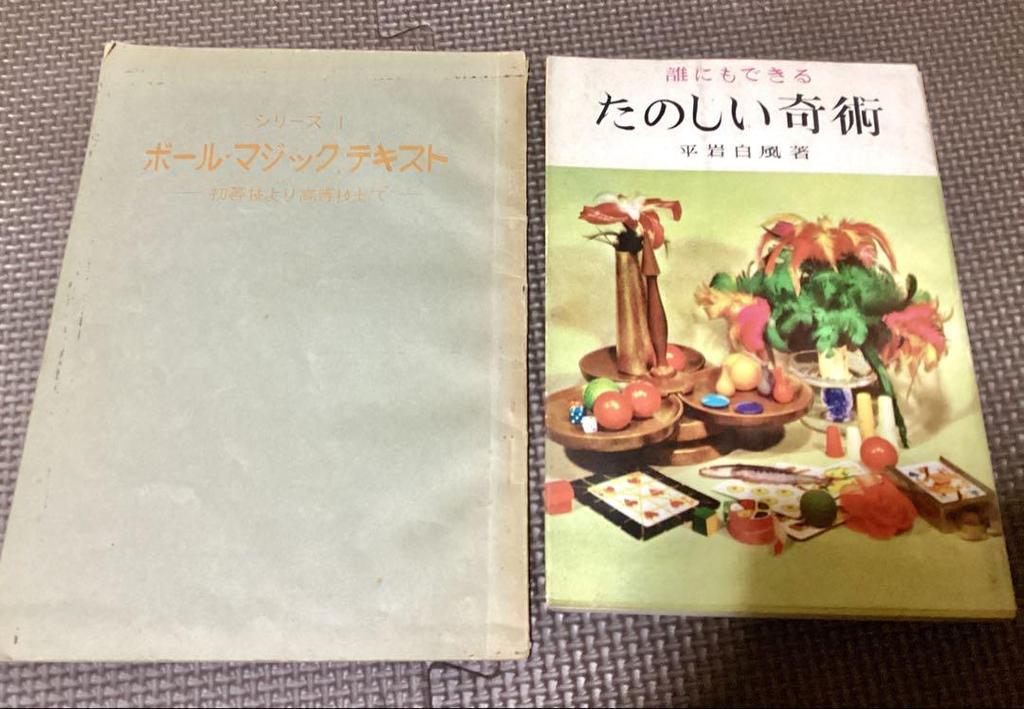 シリーズ 1
ボール・マジックテキスト
― 初等技より高等技まで ―
誰にもできる
たのしい奇術
平岩白風著